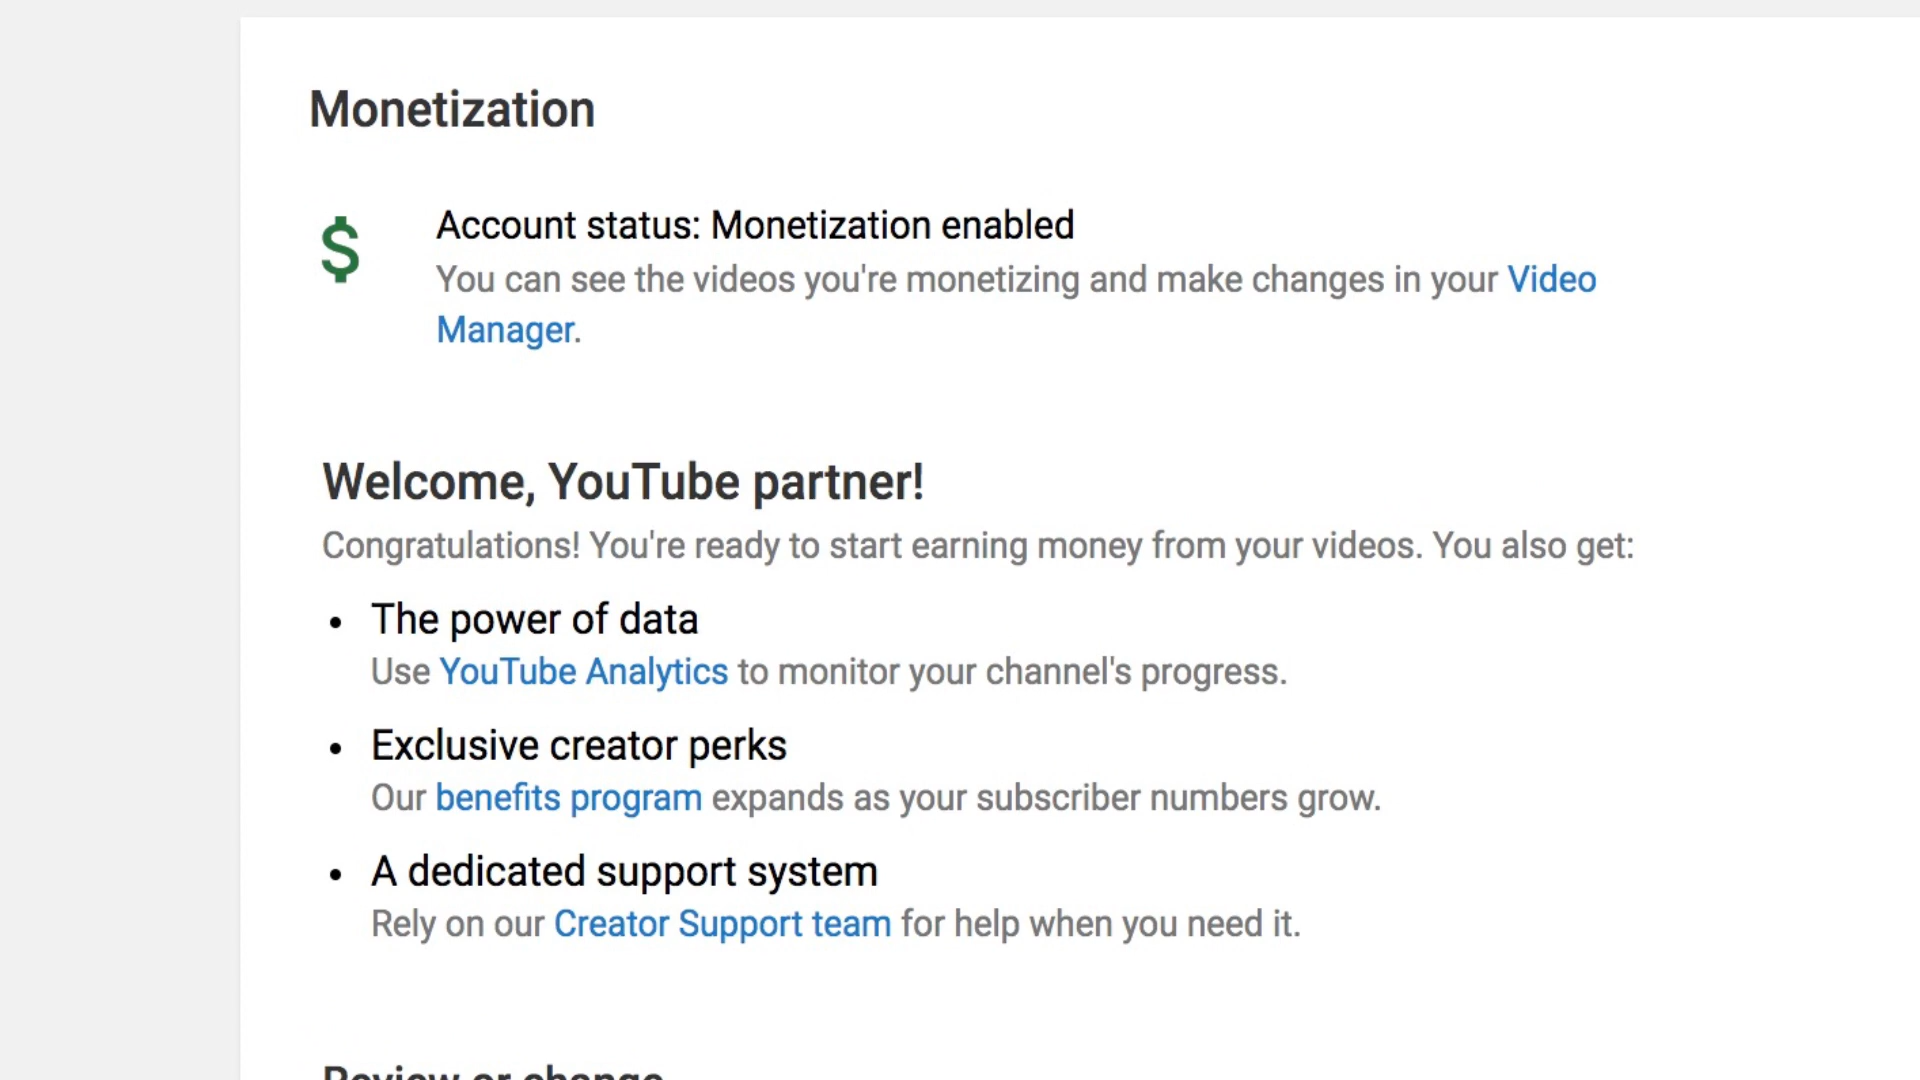 Monetization
$
Account status: Monetization enabled
You can see the videos you're monetizing and make changes in your Video
Manager.
Welcome, YouTube partner!
Congratulations! You're ready to start earning money from your videos. You also get:
• The power of data
Use YouTube Analytics to monitor your channel's progress.
• Exclusive creator perks
Our benefits program expands as your subscriber numbers grow.
• A dedicated support system
Rely on our Creator Support team for help when you need it.
Review or change